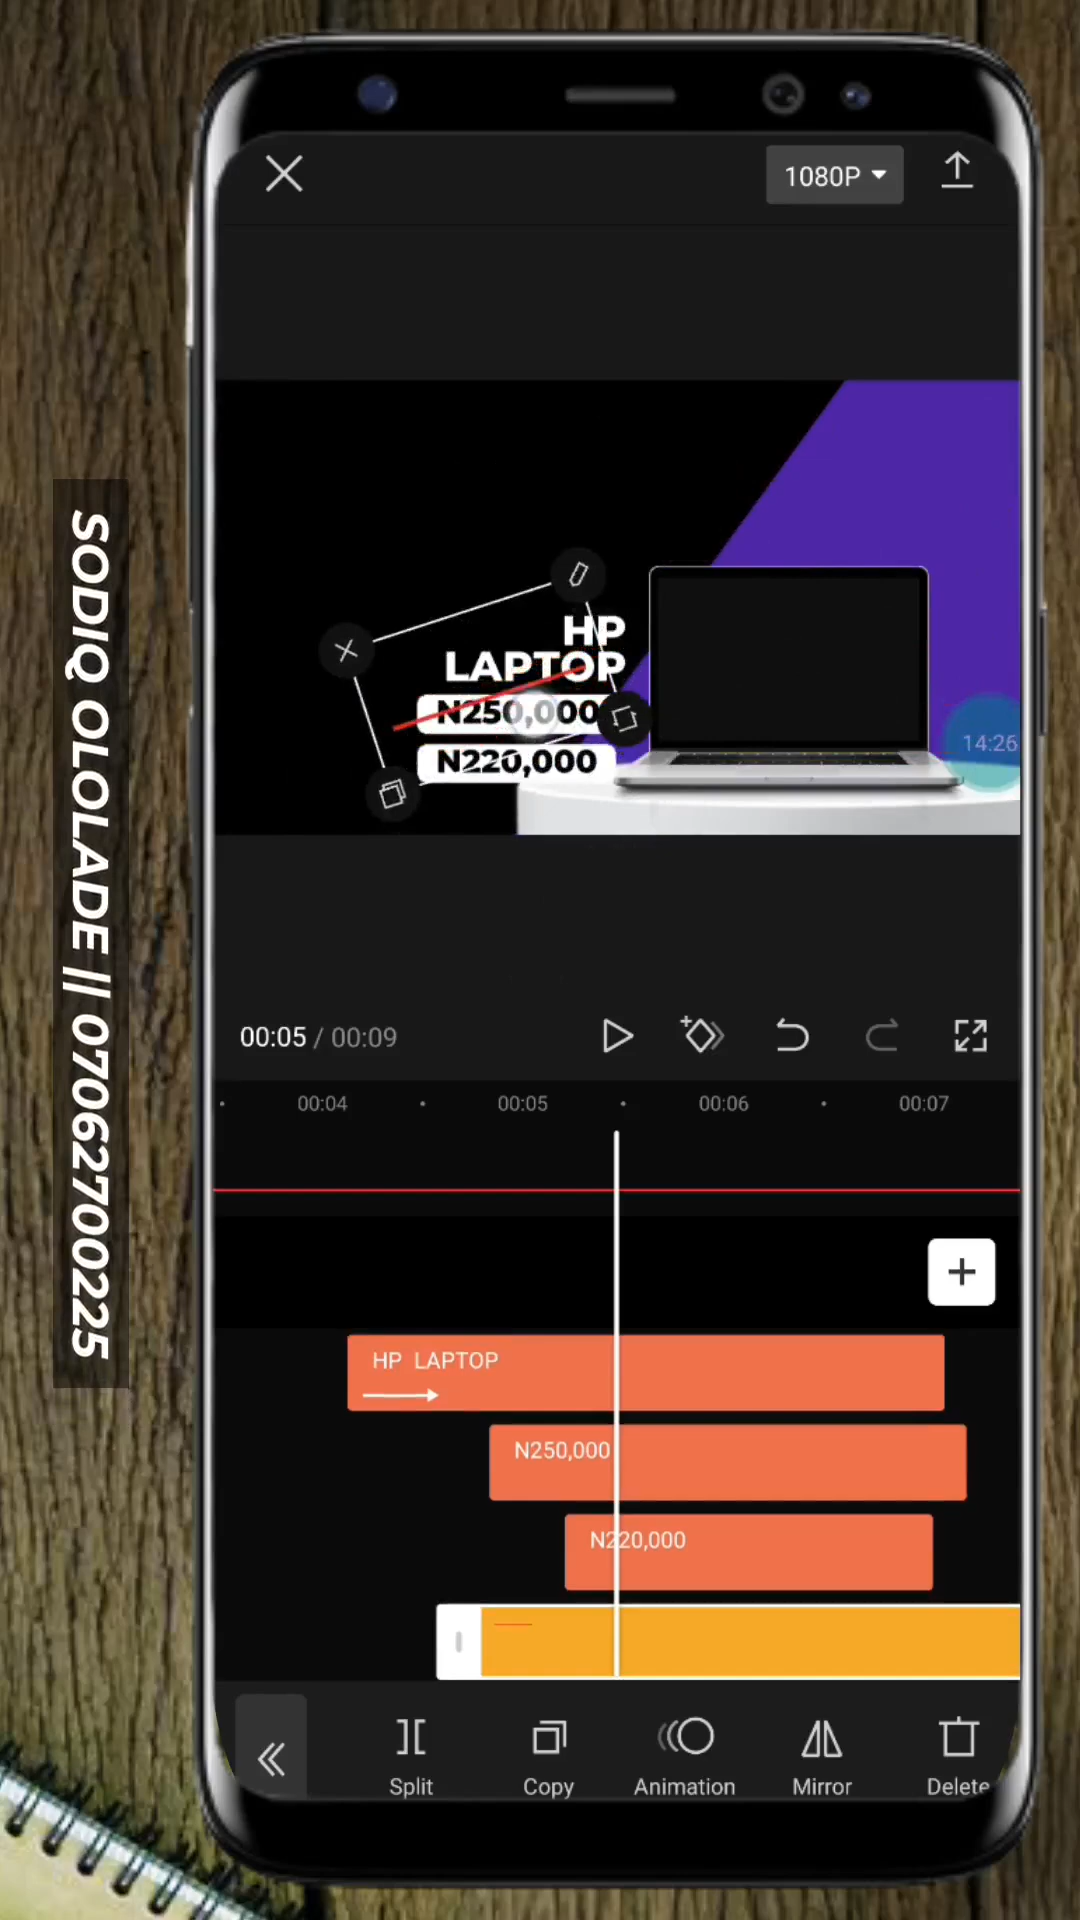 1080P
HP
LAPTOP
N250,000
N220,000
14:26
SODIQ OLOLADE || 07062700225
00:05 / 00:09
00:04
00:05
00:06
00:07
HP LAPTOP
N250,000
N220,000
Split
Copy
Animation
Mirror
Delete